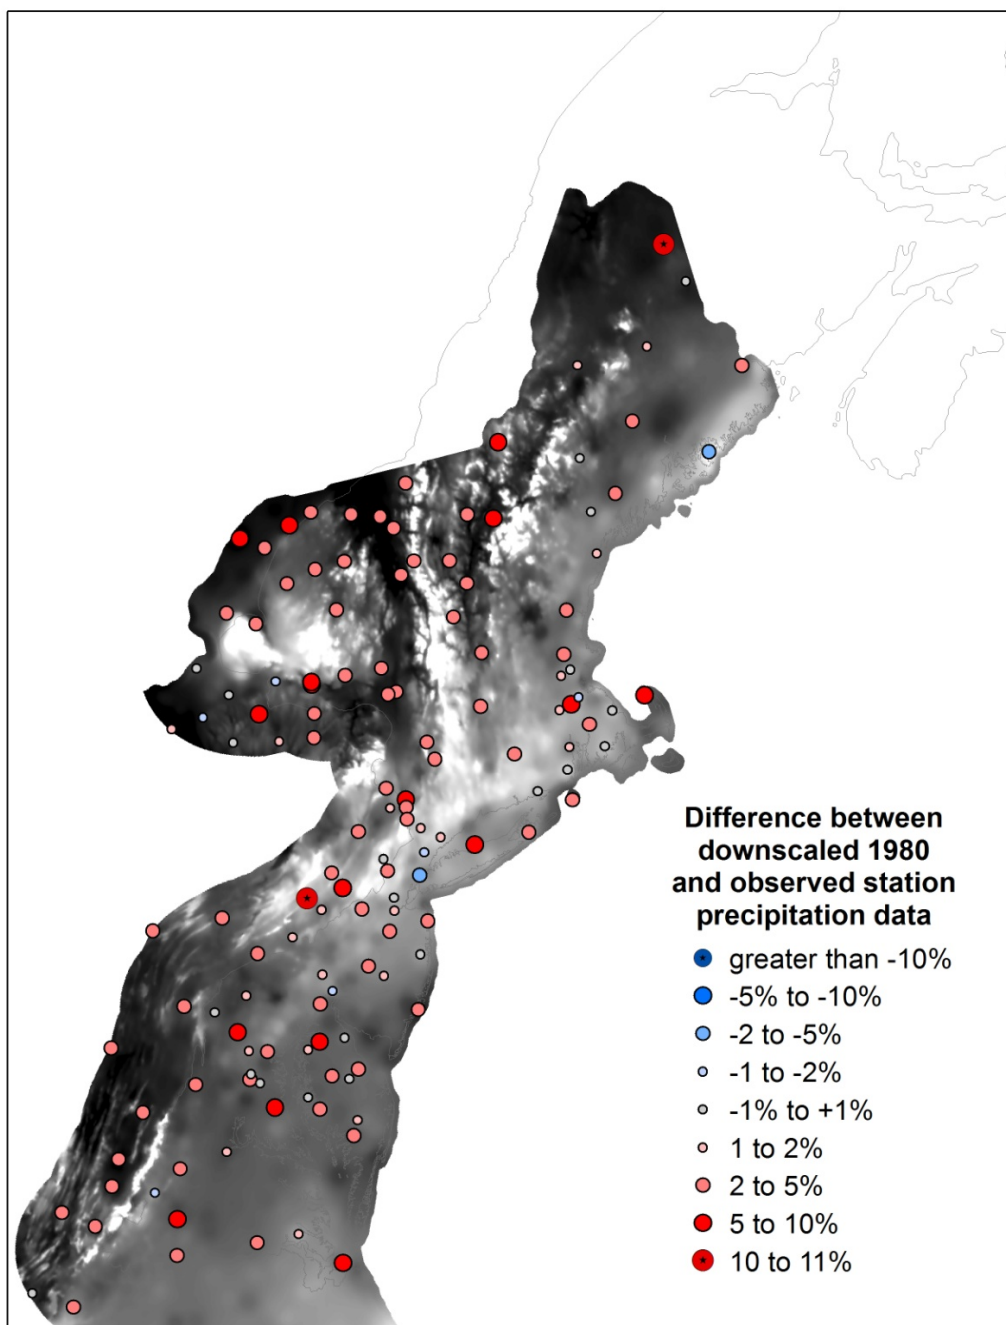 Difference between
downscaled 1980
and observed station
precipitation data
greater than -10%
-5% to -10%
-2 to -5%
-1 to -2%
-1% to +1%
1 to 2%
2 to 5%
5 to 10%
10 to 11%